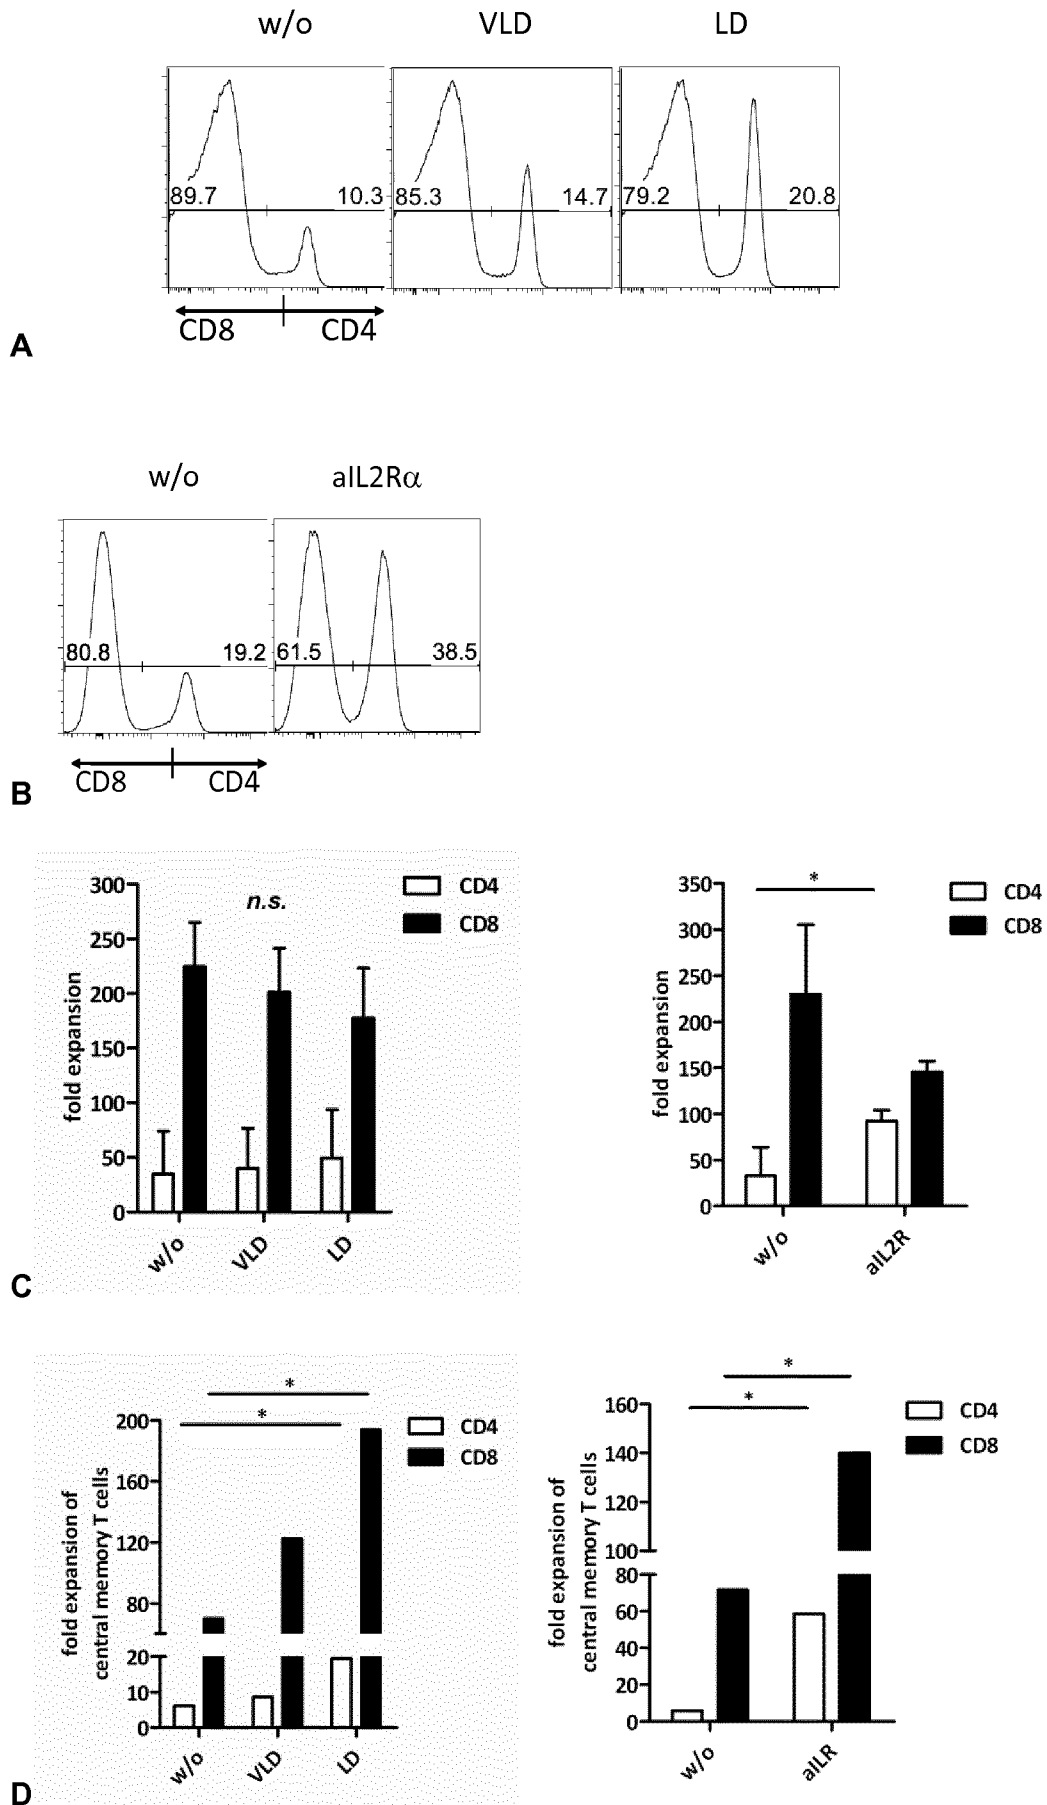 w/o VLD LD
89.7 10.3 85.3 14.7 79.2 20.8
CD8 CD4
A
w/o aIL2Rα
80.8 19.2 61.5 38.5
CD8 CD4
B
300
250
200
150
100
50
0
fold expansion
n.s.
CD4
CD8
w/o VLD LD
350
300
250
200
150
100
50
0
fold expansion
*
CD4
CD8
w/o aIL2R
C
200
160
120
80
20
10
0
fold expansion of
central memory T cells
*
*
CD4
CD8
w/o VLD LD
160
140
120
100
80
60
40
20
0
fold expansion of
central memory T cells
*
*
CD4
CD8
w/o aILR
D